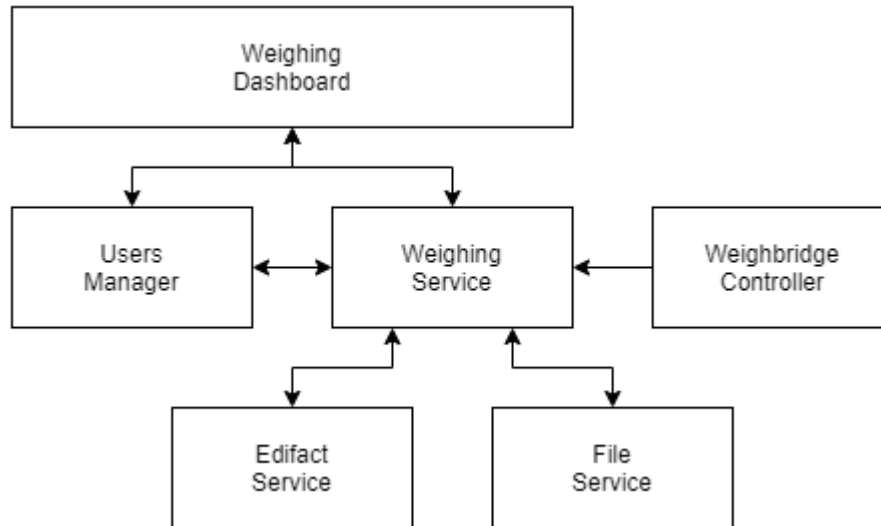 Weighing
Dashboard
Users
Manager
Weighing
Service
Weighbridge
Controller
Edifact
Service
File
Service